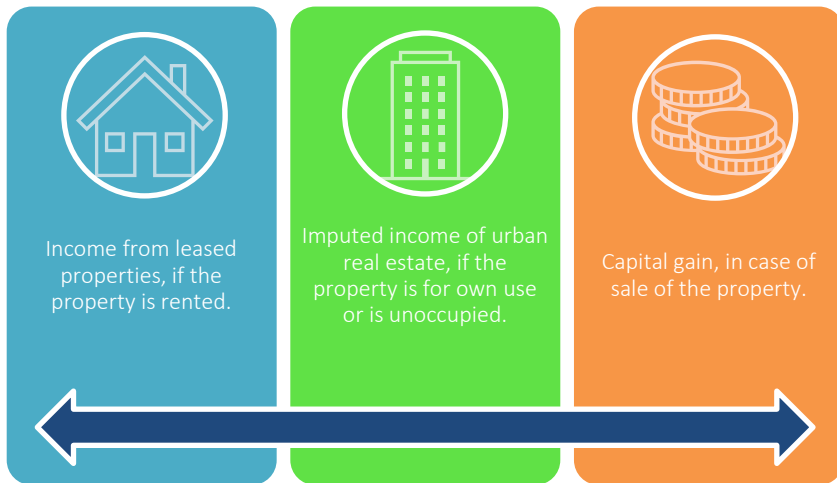 Income from leased
properties, if the
property is rented.
Imputed income of urban
real estate, if the
property is for own use
or is unoccupied.
Capital gain, in case of
sale of the property.